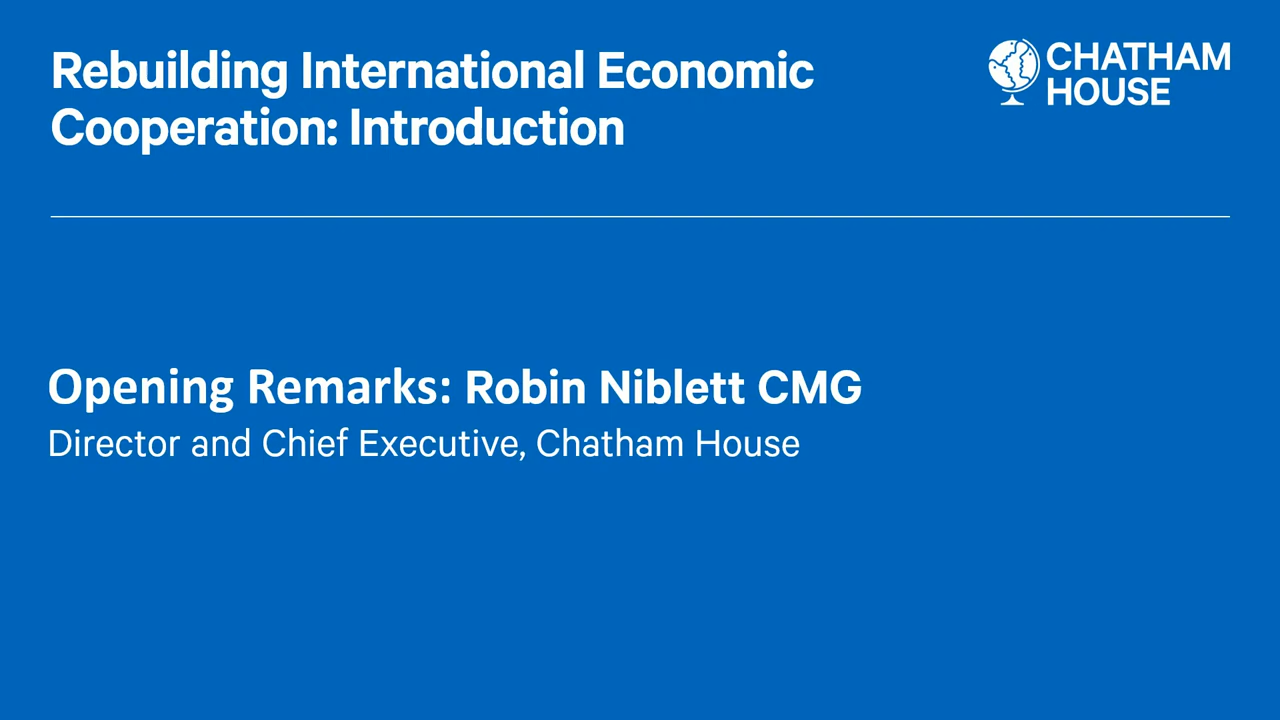 Rebuilding International Economic
Cooperation: Introduction
CHATHAM
HOUSE
Opening Remarks: Robin Niblett CMG
Director and Chief Executive, Chatham House